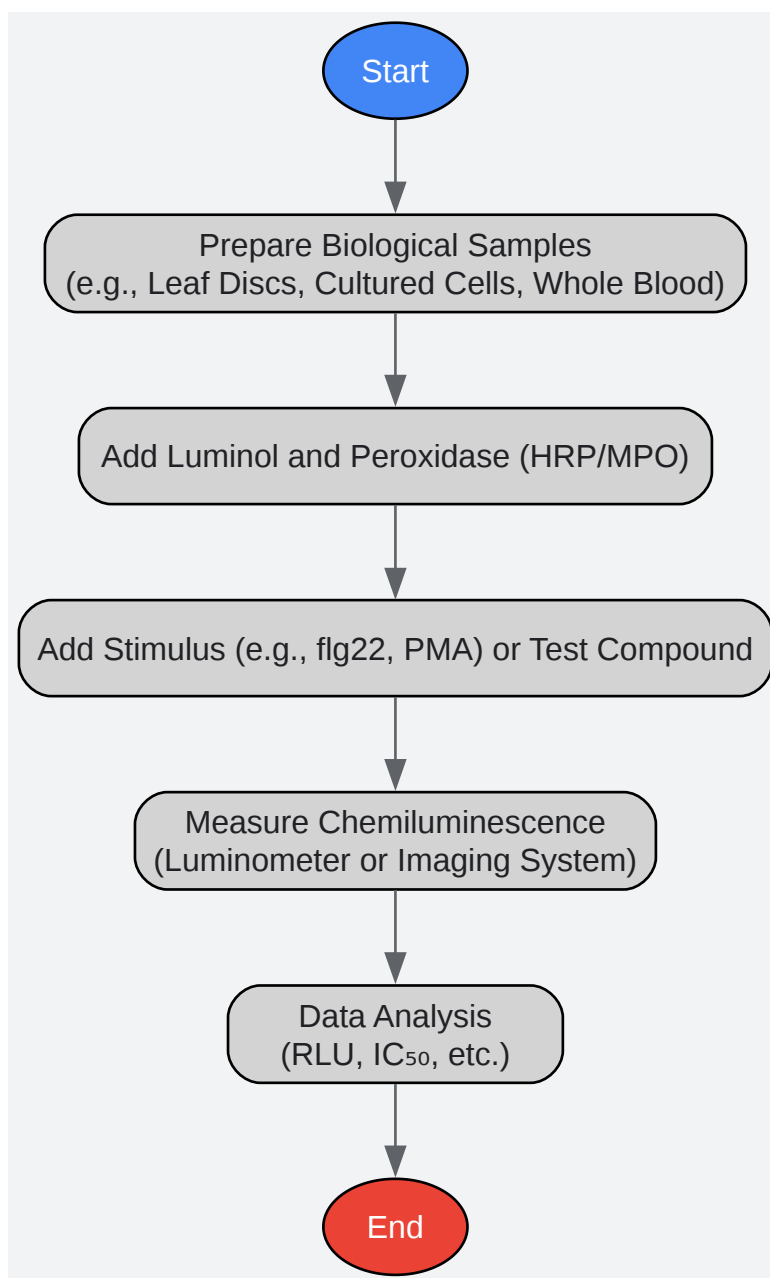 Start
Prepare Biological Samples
(e.g., Leaf Discs, Cultured Cells, Whole Blood)
Add Luminol and Peroxidase (HRP/MPO)
Add Stimulus (e.g., flg22, PMA) or Test Compound
Measure Chemiluminescence
(Luminometer or Imaging System)
Data Analysis
(RLU, IC₅₀, etc.)
End